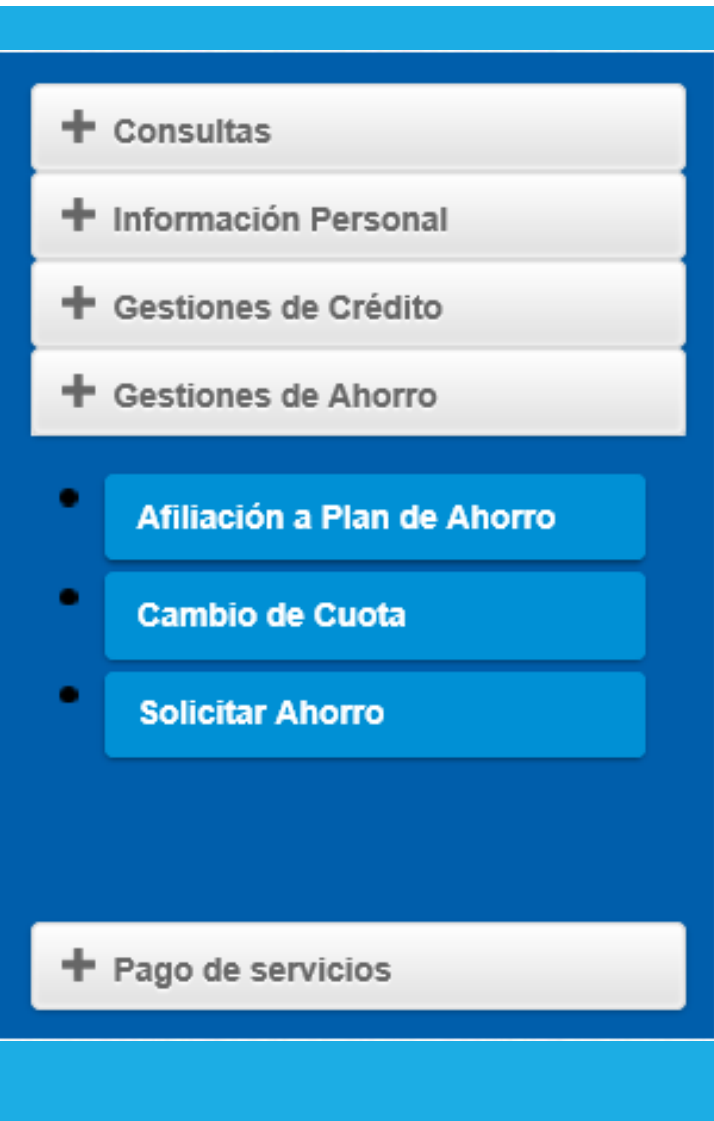 Consultas
Información Personal
Gestiones de Crédito
Gestiones de Ahorro
Afiliación a Plan de Ahorro
Cambio de Cuota
Solicitar Ahorro
Pago de servicios